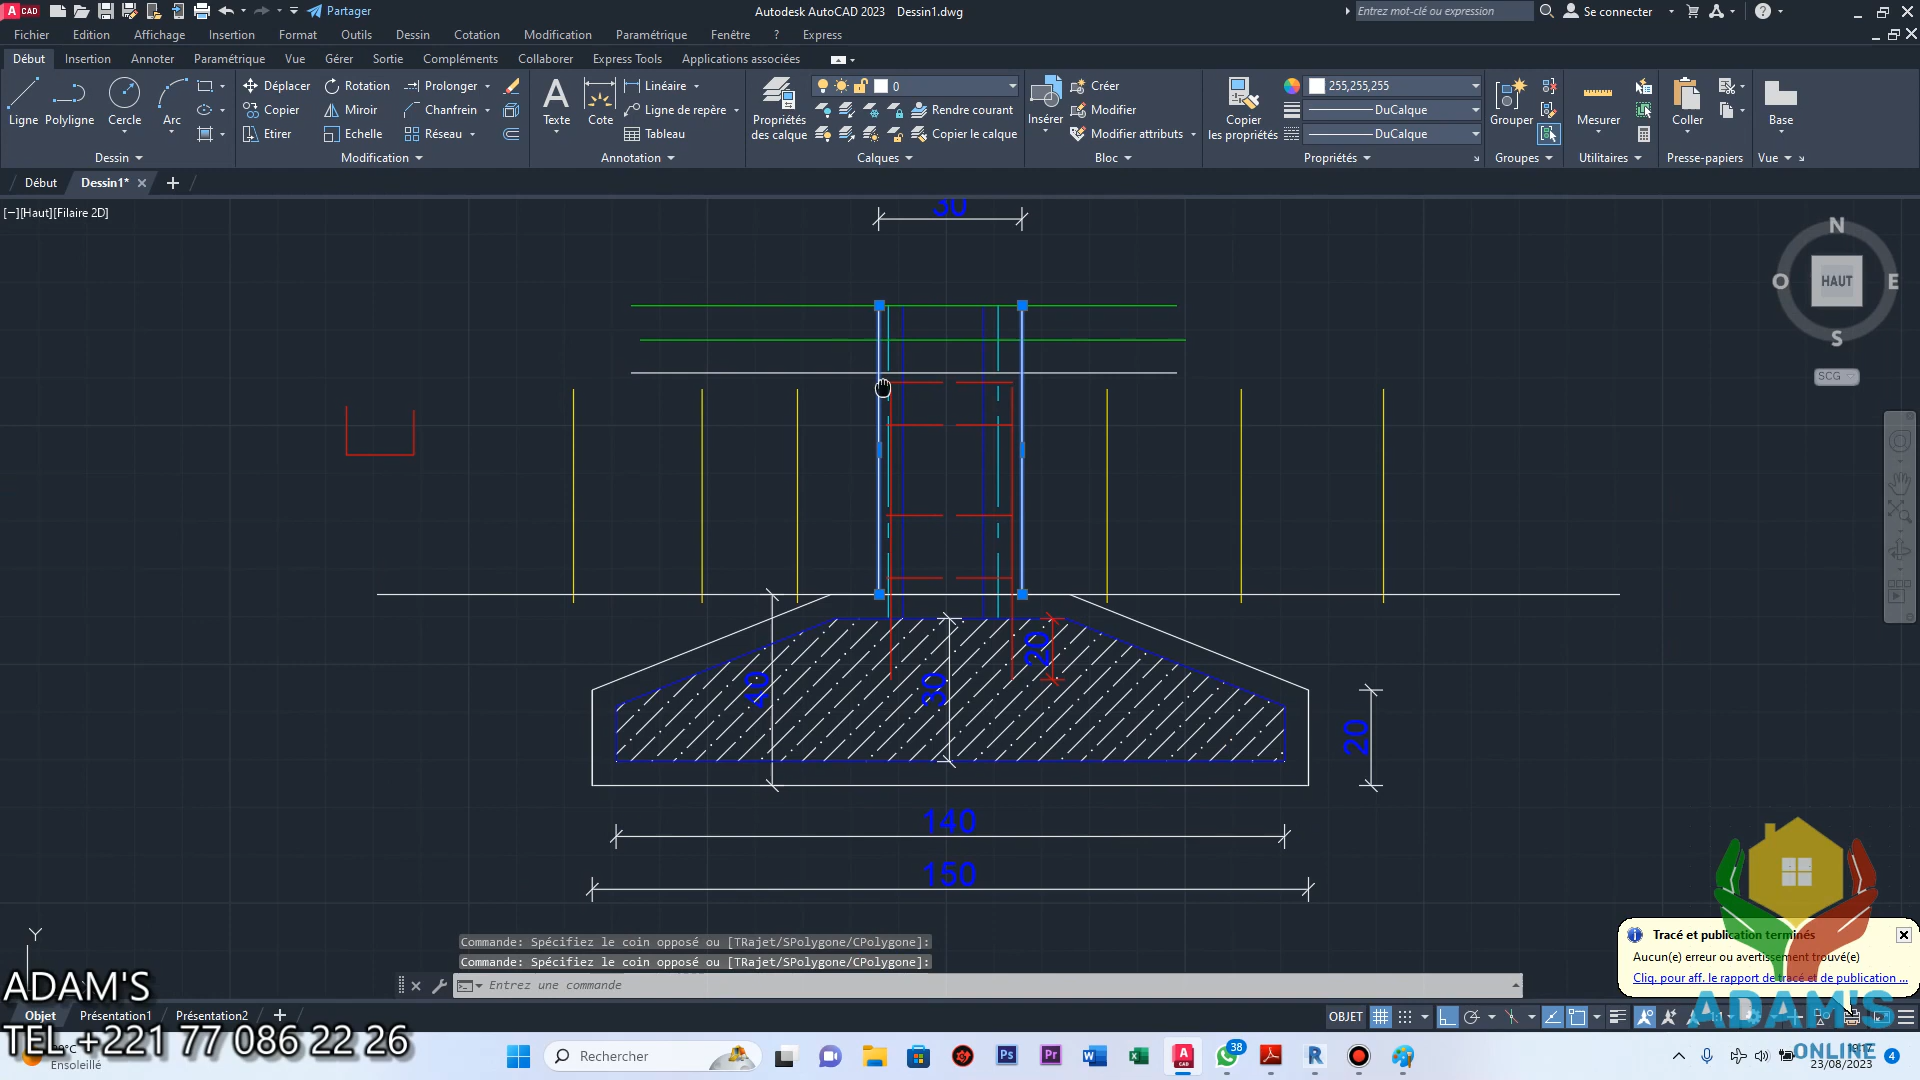 A CAD
Partager
Autodesk AutoCAD 2023 Dessin1.dwg
Entrez mot-clé ou expression
Se connecter
Fichier Edition Affichage Insertion Format Outils Dessin Cotation Modification Paramétrique Fenêtre ? Express
Début Insertion Annoter Paramétrique Vue Gérer Sortie Compléments Collaborer Express Tools Applications associées
Ligne Polyligne Cercle Arc
Déplacer Rotation Prolonger
Copier Miroir Chanfrein
Etirer Echelle Réseau
Texte Cote
Linéaire
Ligne de repère
Tableau
Propriétés des calque
0
Rendre courant
Copier le calque
Insérer
Créer
Modifier
Modifier attributs
Copier les propriétés
255,255,255
DuCalque
DuCalque
Grouper
Mesurer
Coller
Base
Dessin Modification Annotation Calques Bloc Propriétés Groupes Utilitaires Presse-papiers Vue
Début Dessin1*
[−][Haut][Filaire 2D]
N
O HAUT E
S
SCG
30
20
40
30
20
140
150
Y
Commande: Spécifiez le coin opposé ou [TRajet/SPolygone/CPolygone]:
Commande: Spécifiez le coin opposé ou [TRajet/SPolygone/CPolygone]:
Entrez une commande
Tracé et publication terminés
Aucun(e) erreur ou avertissement trouvé(e)
Cliq. pour aff. le rapport de tracé et de publication ...
ADAM'S
TEL +221 77 086 22 26
Objet Présentation1 Présentation2
OBJET
ADAM'S
ONLINE
Ensoleillé
Rechercher
Ps
Pr
38
23/08/2023
4